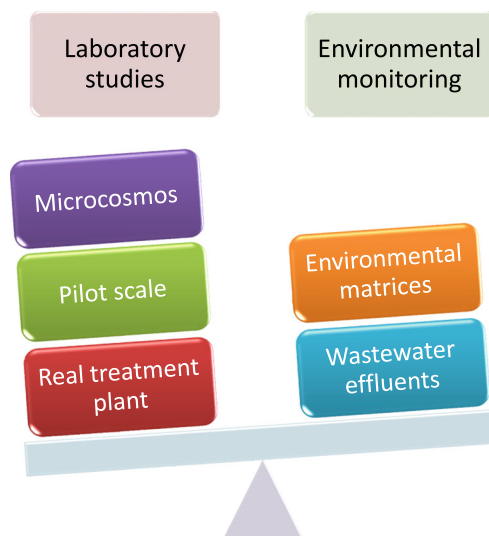 Laboratory
studies
Environmental
monitoring
Microcosmos
Pilot scale
Real treatment
plant
Environmental
matrices
Wastewater
effluents